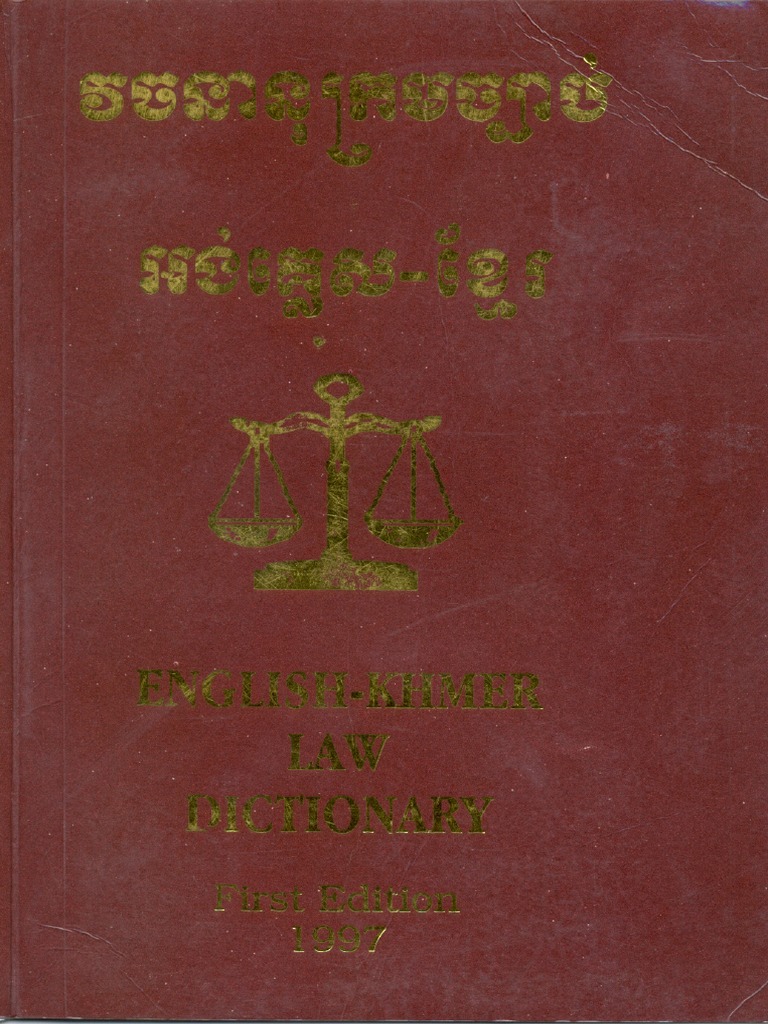 វចនានុក្រមច្បាប់
អង់គ្លេស-ខ្មែរ
ENGLISH-KHMER
LAW
DICTIONARY
First Edition
1997